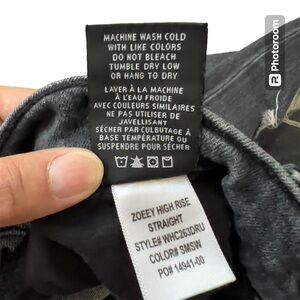 MACHINE WASH COLD
WITH LIKE COLORS
DO NOT BLEACH
TUMBLE DRY LOW
OR HANG TO DRY
LAVER À LA MACHINE
À L'EAU FROIDE
AVEC COULEURS SIMILAIRES
NE PAS UTILISER DE
JAVELLISANT
SÉCHER PAR CULBUTAGE À
BASE TEMPÉRATURE OU
SUSPENDRE POUR SÉCHER
ZOEEY HIGH RISE
STRAIGHT
STYLE# WHC263DRU
COLOR# SMSW
PO# 14941-00
Photoroom